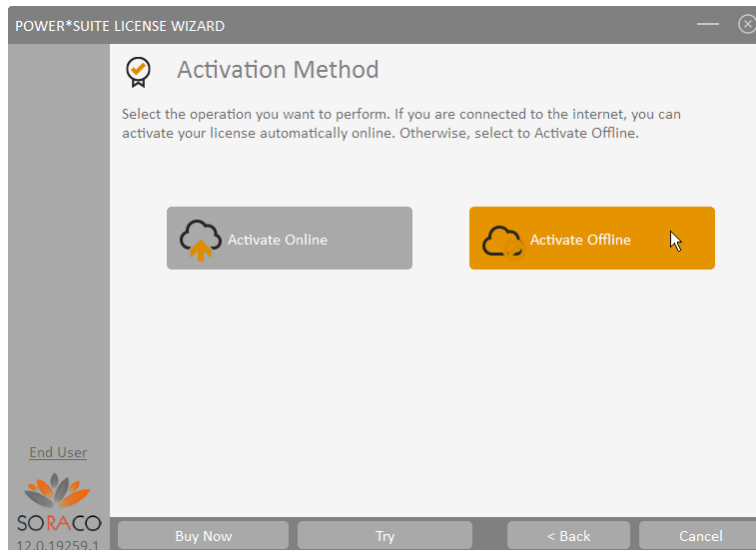 POWER*SUITE LICENSE WIZARD
Activation Method
Select the operation you want to perform. If you are connected to the internet, you can
activate your license automatically online. Otherwise, select to Activate Offline.
Activate Online
Activate Offline
End User
SORACO
12.0.19259.1
Buy Now
Try
< Back
Cancel